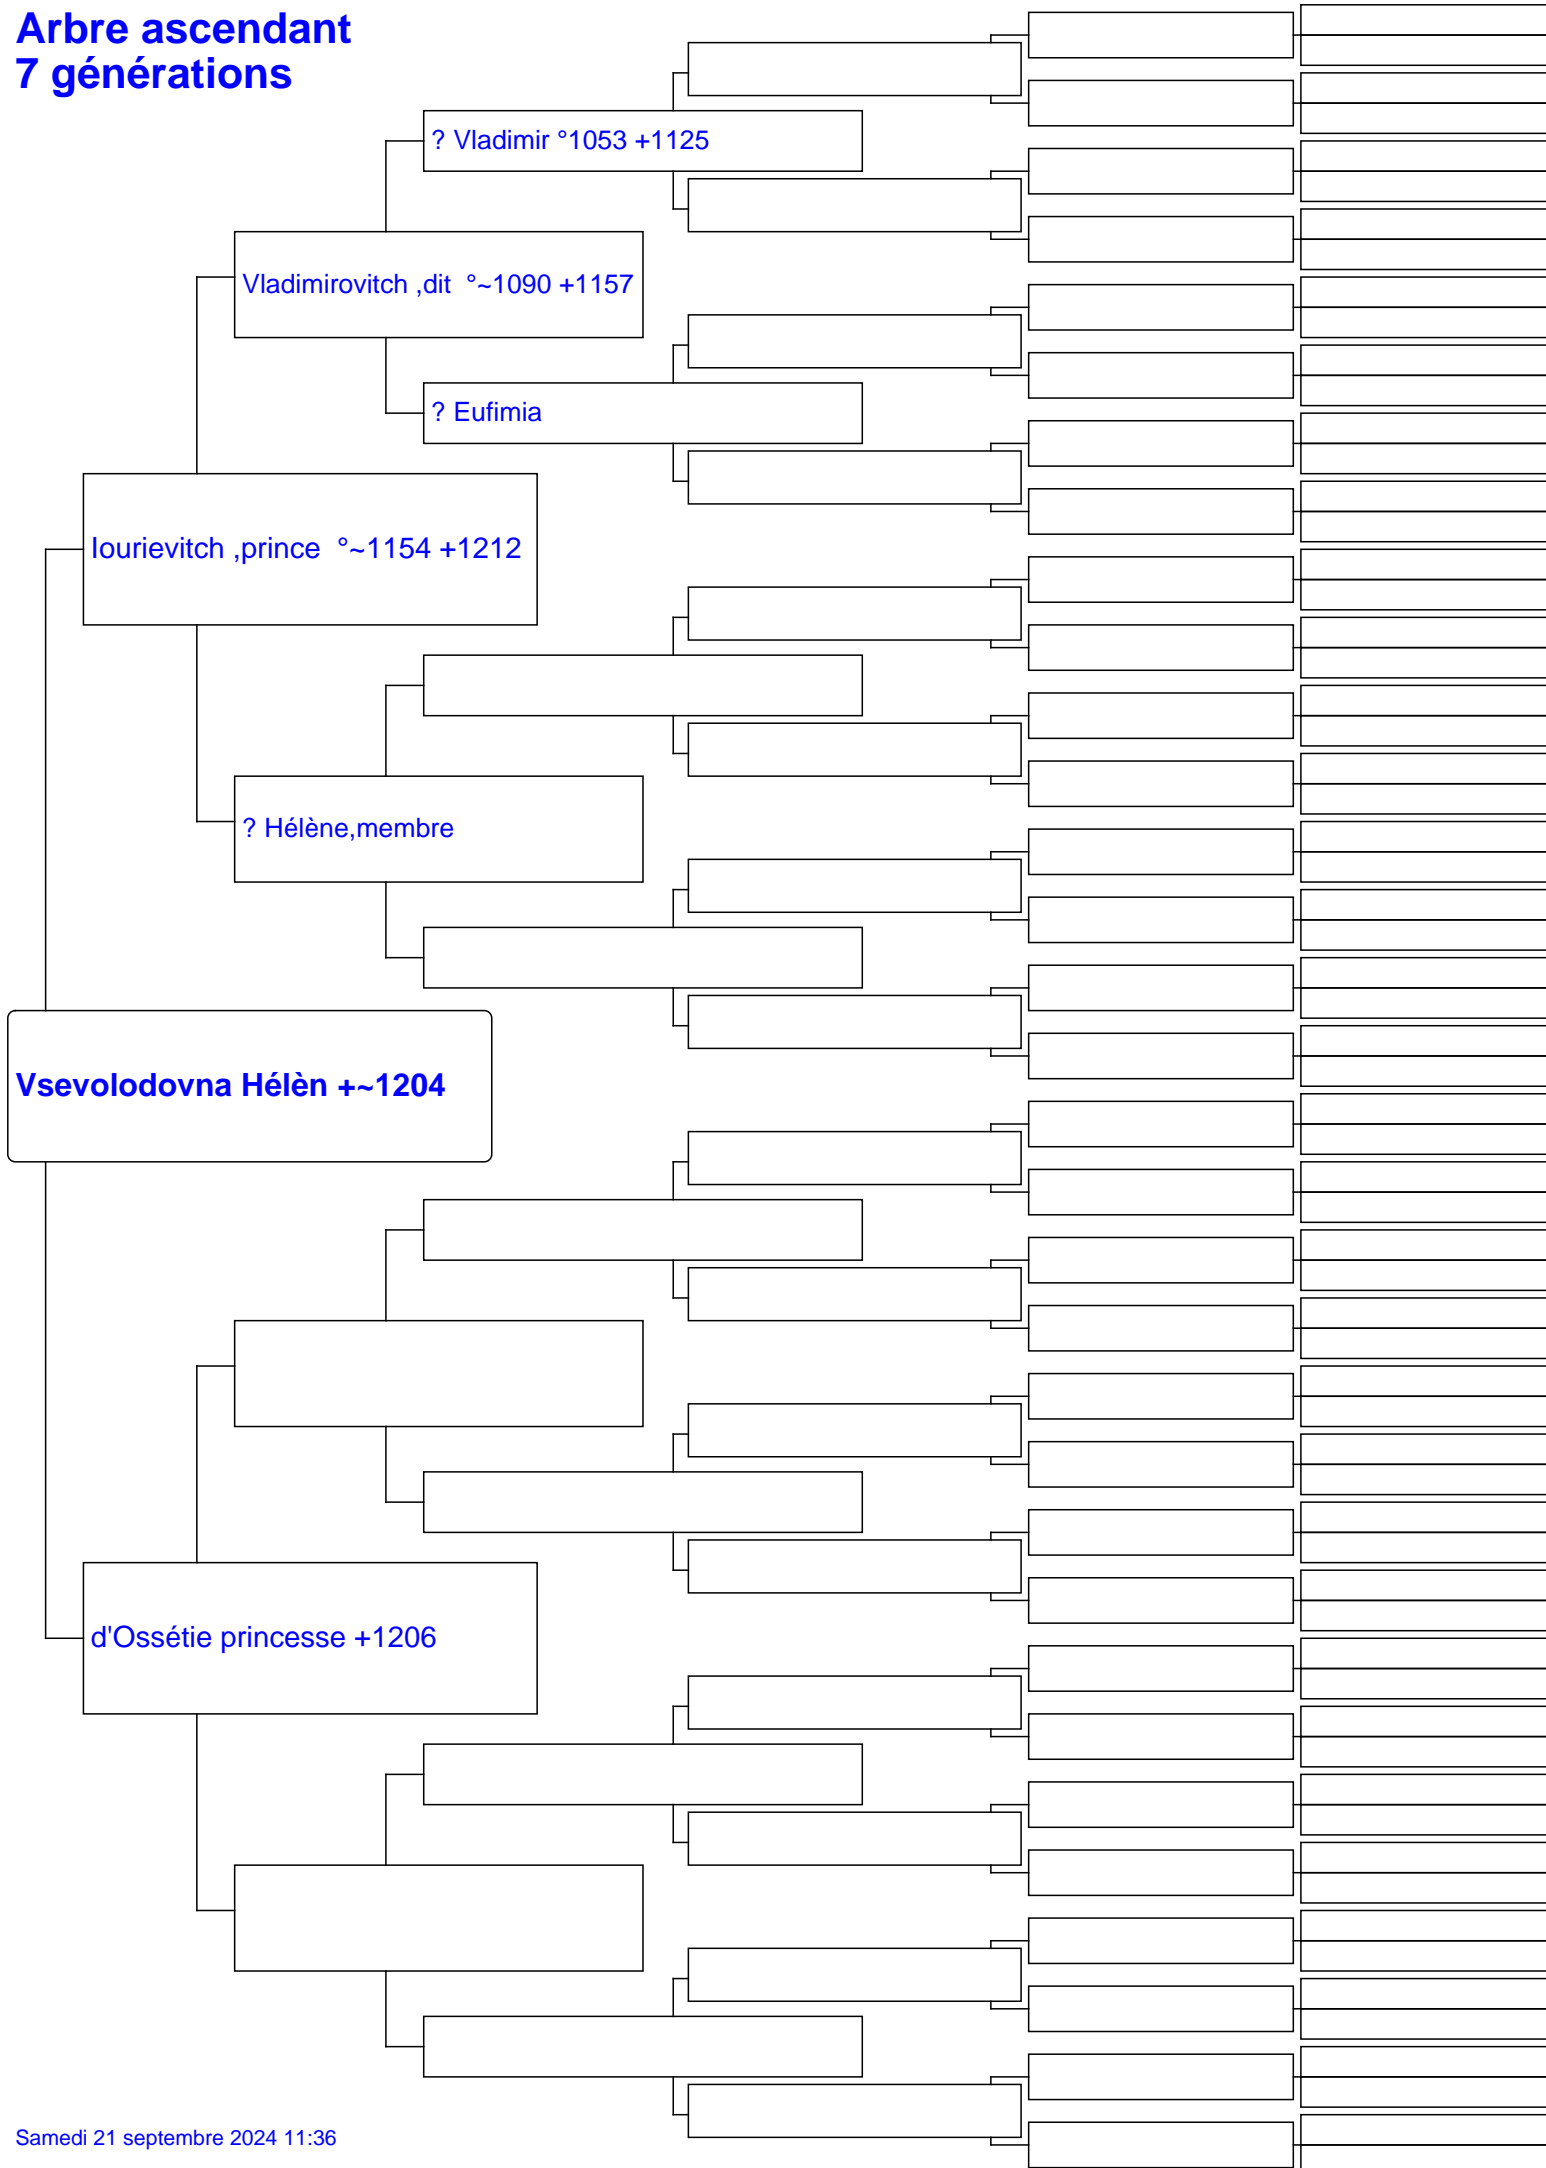 Arbre ascendant
7 générations
? Vladimir °1053 +1125
Vladimirovitch ,dit  °~1090 +1157
? Eufimia
Iourievitch ,prince  °~1154 +1212
? Hélène,membre
Vsevolodovna Hélèn +~1204
d'Ossétie princesse +1206
Samedi 21 septembre 2024 11:36